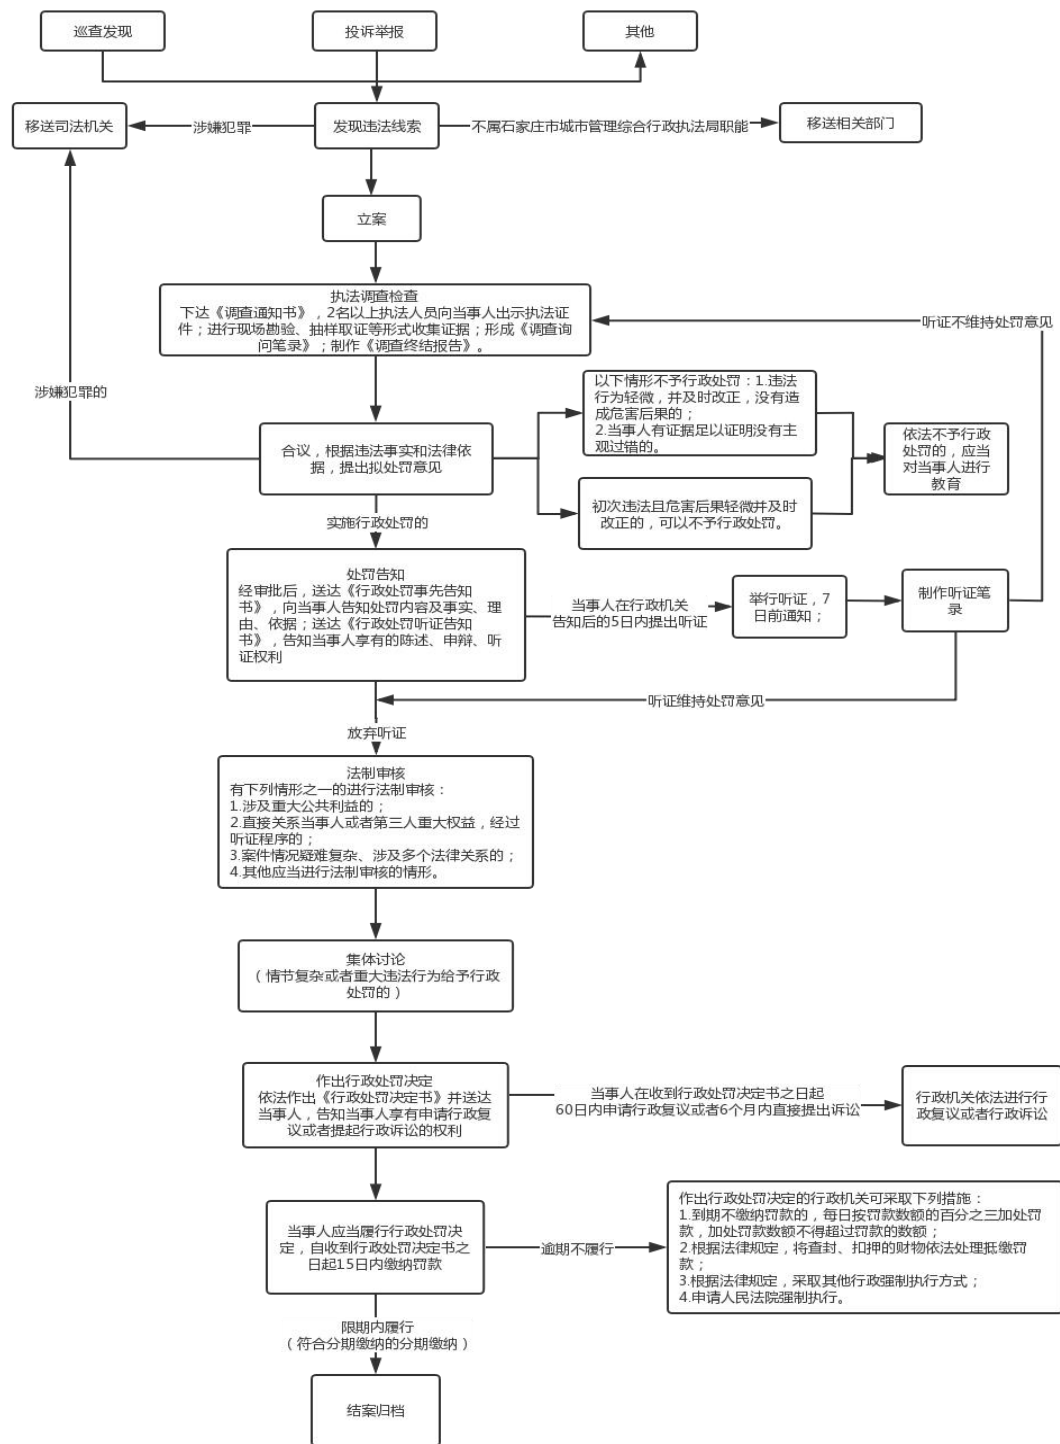 巡查发现
投诉举报
其他
移送司法机关
涉嫌犯罪
发现违法线索
不属石家庄市城市管理综合行政执法局职能
移送相关部门
立案
执法调查检查
下达《调查通知书》，2名以上执法人员向当事人出示执法证
件；进行现场勘验、抽样取证等形式收集证据；形成《调查询
问笔录》；制作《调查终结报告》。
听证不维持处罚意见
涉嫌犯罪的
以下情形不予行政处罚：1.违法
行为轻微，并及时改正，没有造
成危害后果的；
2.当事人有证据足以证明没有主
观过错的。
合议，根据违法事实和法律依
据，提出拟处罚意见
依法不予行政
处罚的，应当
对当事人进行
教育
初次违法且危害后果轻微并及时
改正的，可以不予行政处罚。
实施行政处罚的
处罚告知
经审批后，送达《行政处罚事先告知
书》，向当事人告知处罚内容及事实、理
由、依据；送达《行政处罚听证告知
书》，告知当事人享有的陈述、申辩、听
证权利
当事人在行政机关
告知后的5日内提出听证
举行听证，7
日前通知；
制作听证笔
录
听证维持处罚意见
放弃听证
法制审核
有下列情形之一的进行法制审核：
1.涉及重大公共利益的；
2.直接关系当事人或者第三人重大权益，经过
听证程序的；
3.案件情况疑难复杂、涉及多个法律关系的；
4.其他应当进行法制审核的情形。
集体讨论
（情节复杂或者重大违法行为给予行政
处罚的）
作出行政处罚决定
依法作出《行政处罚决定书》并送达
当事人，告知当事人享有申请行政复
议或者提起行政诉讼的权利
当事人在收到行政处罚决定书之日起
60日内申请行政复议或者6个月内直接提出诉讼
行政机关依法进行行
政复议或者行政诉讼
当事人应当履行行政处罚决
定，自收到行政处罚决定书之
日起15日内缴纳罚款
逾期不履行
作出行政处罚决定的行政机关可采取下列措施：
1.到期不缴纳罚款的，每日按罚款数额的百分之三加处罚
款，加处罚款数额不得超过罚款的数额；
2.根据法律规定，将查封、扣押的财物依法处理抵缴罚
款；
3.根据法律规定，采取其他行政强制执行方式；
4.申请人民法院强制执行。
限期内履行
（符合分期缴纳的分期缴纳）
结案归档